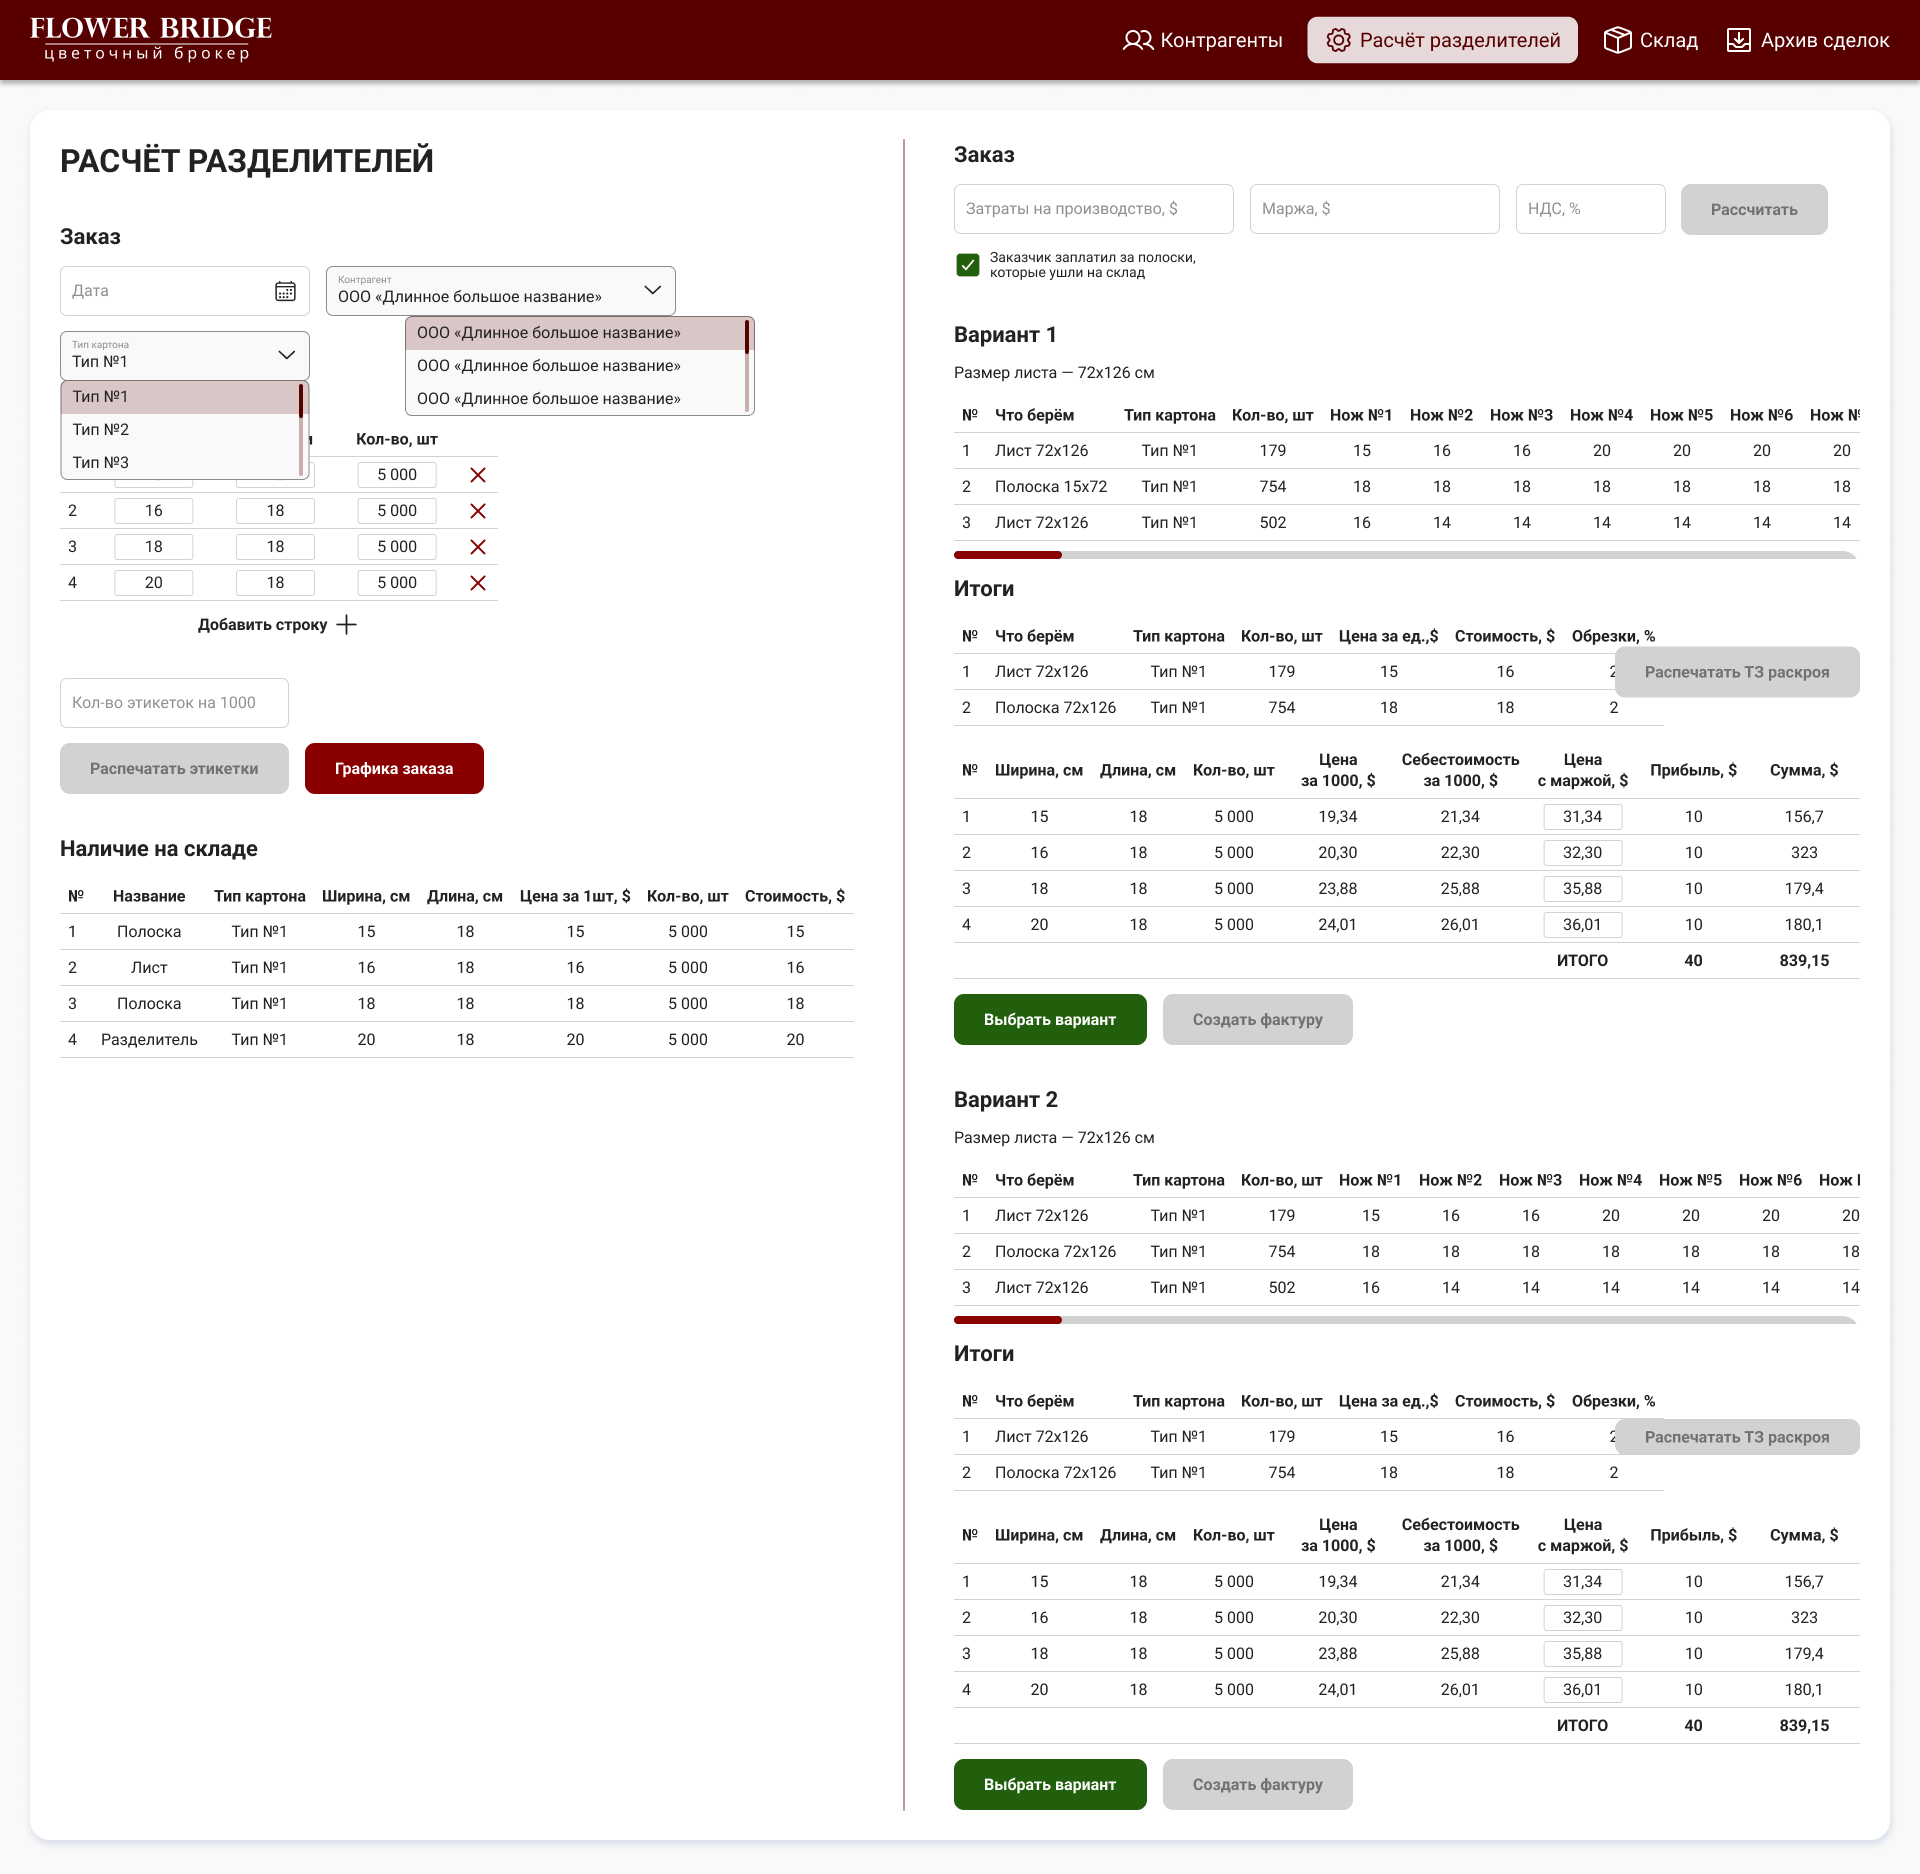 FLOWER BRIDGE
цветочный брокер
Контрагенты
Расчёт разделителей
Склад
Архив сделок
РАСЧЁТ РАЗДЕЛИТЕЛЕЙ
Заказ
Дата
Контрагент
ООО «Длинное большое название»
ООО «Длинное большое название»
ООО «Длинное большое название»
ООО «Длинное большое название»
Тип картона
Тип №1
Тип №1
Тип №2
Тип №3
Кол-во, шт
5 000
2 16 18 5 000
3 18 18 5 000
4 20 18 5 000
Добавить строку
Кол-во этикеток на 1000
Распечатать этикетки
Графика заказа
Наличие на складе
№ Название Тип картона Ширина, см Длина, см Цена за 1шт, $ Кол-во, шт Стоимость, $
1 Полоска Тип №1 15 18 15 5 000 15
2 Лист Тип №1 16 18 16 5 000 16
3 Полоска Тип №1 18 18 18 5 000 18
4 Разделитель Тип №1 20 18 20 5 000 20
Заказ
Затраты на производство, $
Маржа, $
НДС, %
Рассчитать
Заказчик заплатил за полоски,
которые ушли на склад
Вариант 1
Размер листа — 72x126 см
№ Что берём Тип картона Кол-во, шт Нож №1 Нож №2 Нож №3 Нож №4 Нож №5 Нож №6 Нож №
1 Лист 72x126 Тип №1 179 15 16 16 20 20 20 20
2 Полоска 15x72 Тип №1 754 18 18 18 18 18 18 18
3 Лист 72x126 Тип №1 502 16 14 14 14 14 14 14
Итоги
№ Что берём Тип картона Кол-во, шт Цена за ед.,$ Стоимость, $ Обрезки, %
1 Лист 72x126 Тип №1 179 15 16 2
Распечатать ТЗ раскроя
2 Полоска 72x126 Тип №1 754 18 18 2
№ Ширина, см Длина, см Кол-во, шт Цена за 1000, $ Себестоимость за 1000, $ Цена с маржой, $ Прибыль, $ Сумма, $
1 15 18 5 000 19,34 21,34 31,34 10 156,7
2 16 18 5 000 20,30 22,30 32,30 10 323
3 18 18 5 000 23,88 25,88 35,88 10 179,4
4 20 18 5 000 24,01 26,01 36,01 10 180,1
ИТОГО 40 839,15
Выбрать вариант
Создать фактуру
Вариант 2
Размер листа — 72x126 см
№ Что берём Тип картона Кол-во, шт Нож №1 Нож №2 Нож №3 Нож №4 Нож №5 Нож №6 Нож
1 Лист 72x126 Тип №1 179 15 16 16 20 20 20 20
2 Полоска 72x126 Тип №1 754 18 18 18 18 18 18 18
3 Лист 72x126 Тип №1 502 16 14 14 14 14 14 14
Итоги
№ Что берём Тип картона Кол-во, шт Цена за ед.,$ Стоимость, $ Обрезки, %
1 Лист 72x126 Тип №1 179 15 16 2
Распечатать ТЗ раскроя
2 Полоска 72x126 Тип №1 754 18 18 2
№ Ширина, см Длина, см Кол-во, шт Цена за 1000, $ Себестоимость за 1000, $ Цена с маржой, $ Прибыль, $ Сумма, $
1 15 18 5 000 19,34 21,34 31,34 10 156,7
2 16 18 5 000 20,30 22,30 32,30 10 323
3 18 18 5 000 23,88 25,88 35,88 10 179,4
4 20 18 5 000 24,01 26,01 36,01 10 180,1
ИТОГО 40 839,15
Выбрать вариант
Создать фактуру